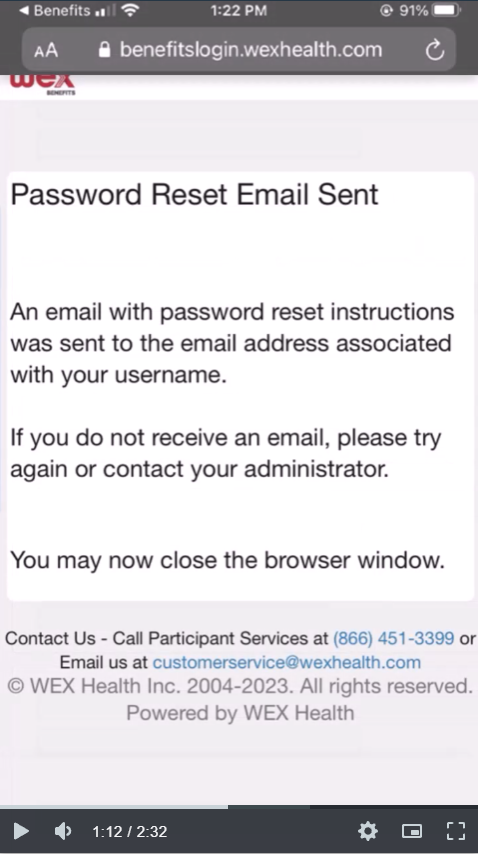 Benefits 1:22 PM 91%
AA benefitslogin.wexhealth.com
wex
BENEFITS
Password Reset Email Sent
An email with password reset instructions
was sent to the email address associated
with your username.
If you do not receive an email, please try
again or contact your administrator.
You may now close the browser window.
Contact Us - Call Participant Services at (866) 451-3399 or
Email us at customerservice@wexhealth.com
© WEX Health Inc. 2004-2023. All rights reserved.
Powered by WEX Health
1:12 / 2:32